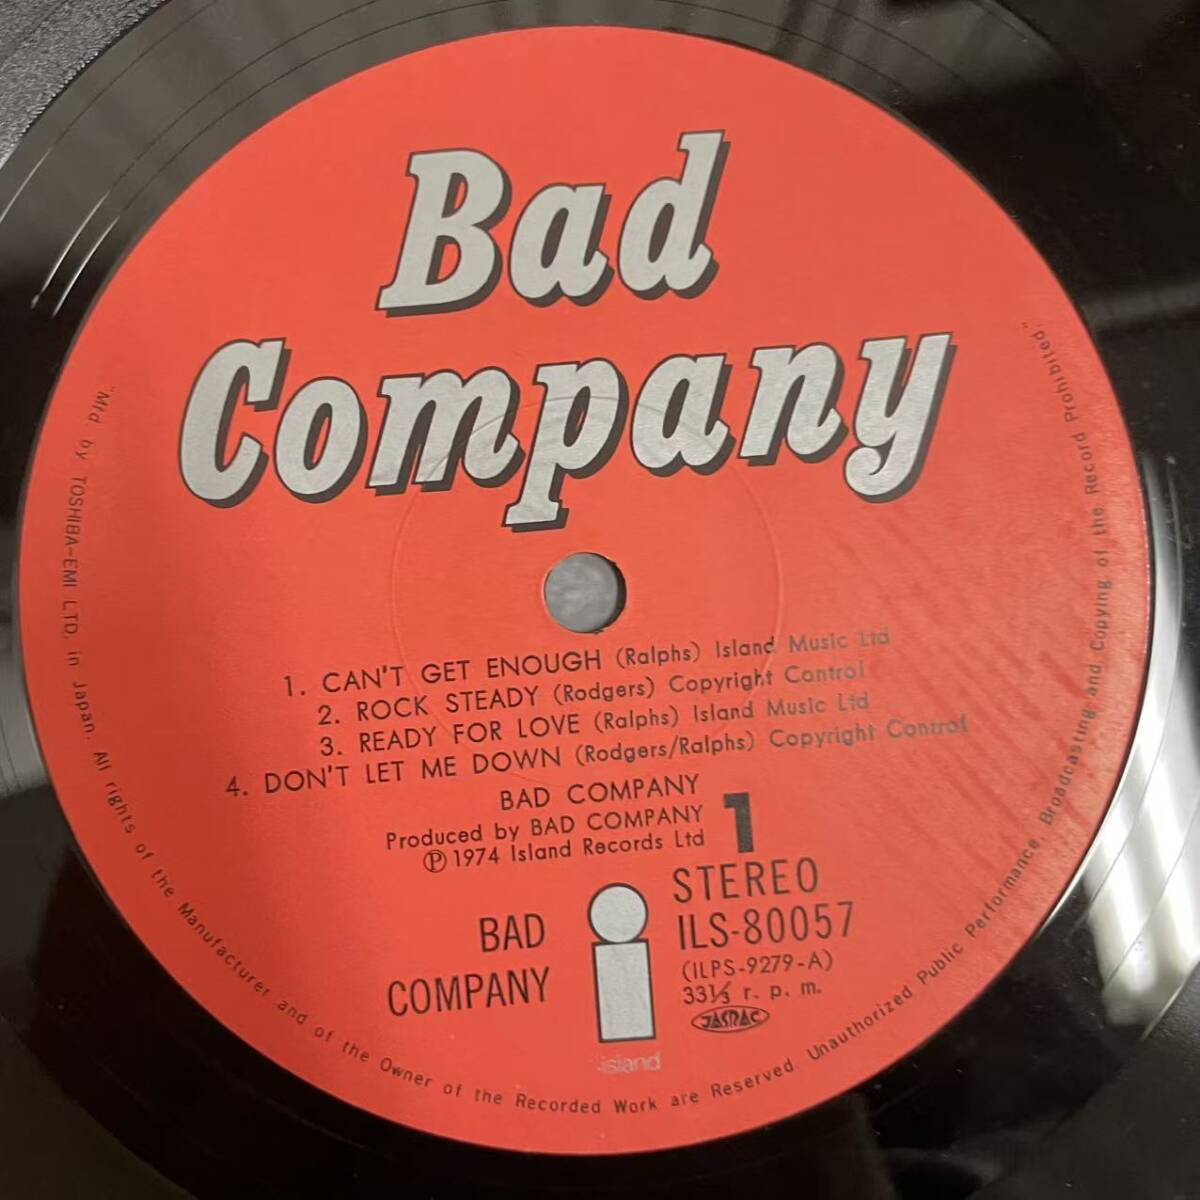 Bad
Company
1. CAN'T GET ENOUGH (Ralphs) Island Music Ltd
2. ROCK STEADY (Rodgers) Copyright Control
3. READY FOR LOVE (Ralphs) Island Music Ltd
4. DON'T LET ME DOWN (Rodgers/Ralphs) Copyright Control
BAD COMPANY
Produced by BAD COMPANY
Ⓟ 1974 Island Records Ltd
1
BAD
COMPANY
island
STEREO
ILS-80057
(ILPS-9279-A)
33⅓ r. p. m.
JASRAC
"Mfd by TOSHIBA-EMI LTD. in Japan. All rights of the Manufacturer and of the Owner of the Recorded Work are Reserved. Unauthorized Public Performance, Broadcasting and Copying of the Record Prohibited."